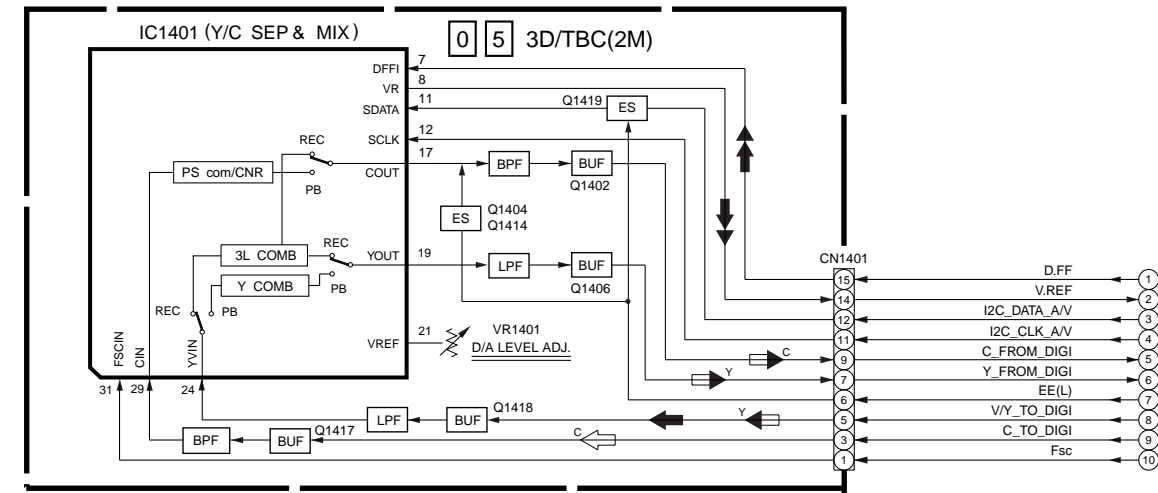 IC1401 (Y/C SEP & MIX)
0 5 3D/TBC(2M)
DFFI 7
VR 8
SDATA 11 Q1419 ES
SCLK 12
REC 17
COUT BPF BUF
PS com/CNR PB Q1402
ES Q1404
Q1414
3L COMB REC YOUT 19 LPF BUF
Y COMB PB Q1406
REC PB
VREF 21 VR1401
D/A LEVEL ADJ.
FSCIN CIN YVIN
31 29 24
LPF BUF Q1418
BPF BUF Q1417
C
Y
Y
C
CN1401
15 D.FF 1
14 V.REF 2
12 I2C_DATA_A/V 3
11 I2C_CLK_A/V 4
9 C_FROM_DIGI 5
7 Y_FROM_DIGI 6
6 EE(L) 7
5 V/Y_TO_DIGI 8
3 C_TO_DIGI 9
1 Fsc 10